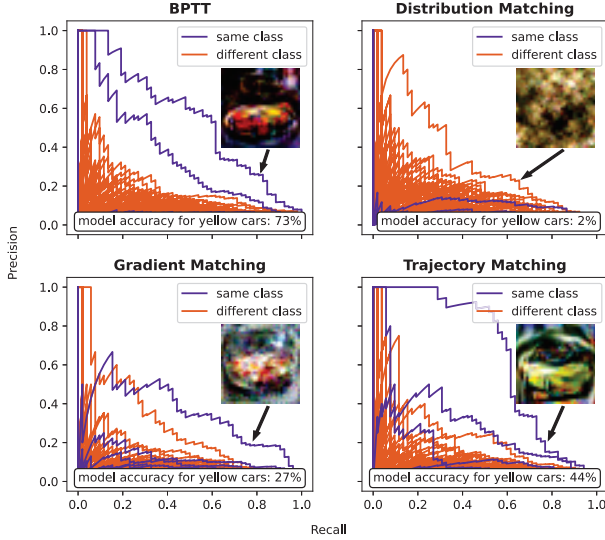 BPTT
Distribution Matching
1.0
0.8
0.6
0.4
0.2
0.0
same class
different class
model accuracy for yellow cars: 73%
same class
different class
model accuracy for yellow cars: 2%
Precision
Gradient Matching
Trajectory Matching
1.0
0.8
0.6
0.4
0.2
0.0
same class
different class
model accuracy for yellow cars: 27%
same class
different class
model accuracy for yellow cars: 44%
0.0 0.2 0.4 0.6 0.8 1.0
0.0 0.2 0.4 0.6 0.8 1.0
Recall